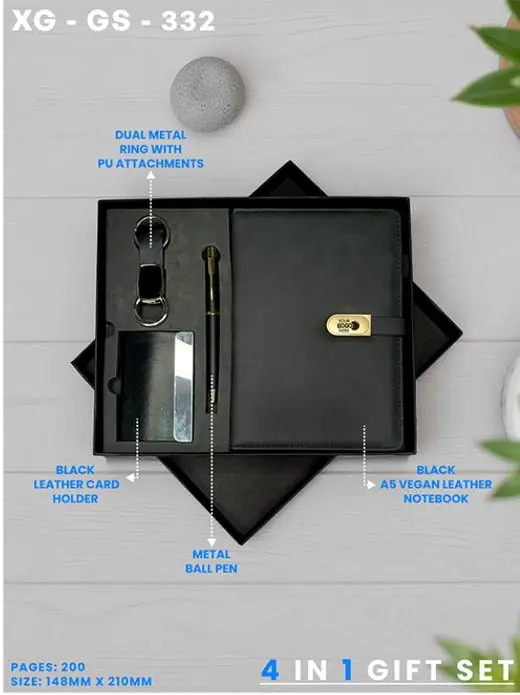 XG - GS - 332
DUAL METAL
RING WITH
PU ATTACHMENTS
YOUR
LOGO
HERE
BLACK
LEATHER CARD
HOLDER
BLACK
A5 VEGAN LEATHER
NOTEBOOK
METAL
BALL PEN
PAGES: 200
SIZE: 148MM X 210MM
4 IN 1 GIFT SET